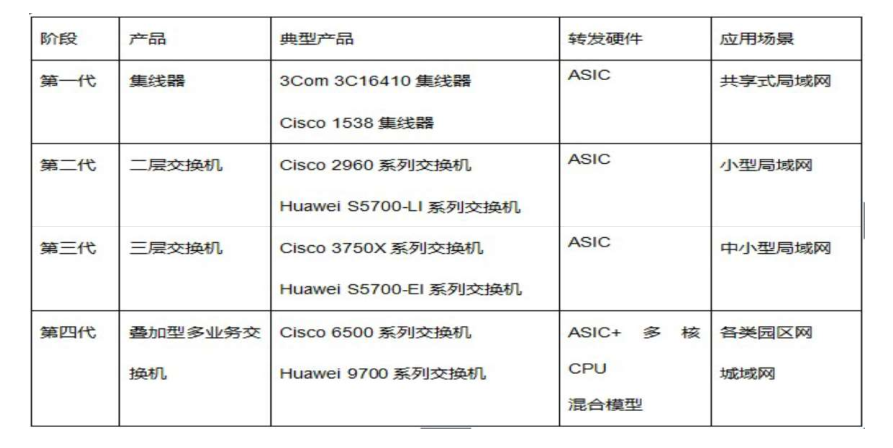 阶段 产品 典型产品 转发硬件 应用场景
第一代 集线器 3Com 3C16410 集线器 ASIC 共享式局域网
Cisco 1538 集线器
第二代 二层交换机 Cisco 2960 系列交换机 ASIC 小型局域网
Huawei S5700-LI 系列交换机
第三代 三层交换机 Cisco 3750X 系列交换机 ASIC 中小型局域网
Huawei S5700-EI 系列交换机
第四代 叠加型多业务交 Cisco 6500 系列交换机 ASIC+ 多 核 各类园区网
换机 Huawei 9700 系列交换机 CPU 城域网
混合模型